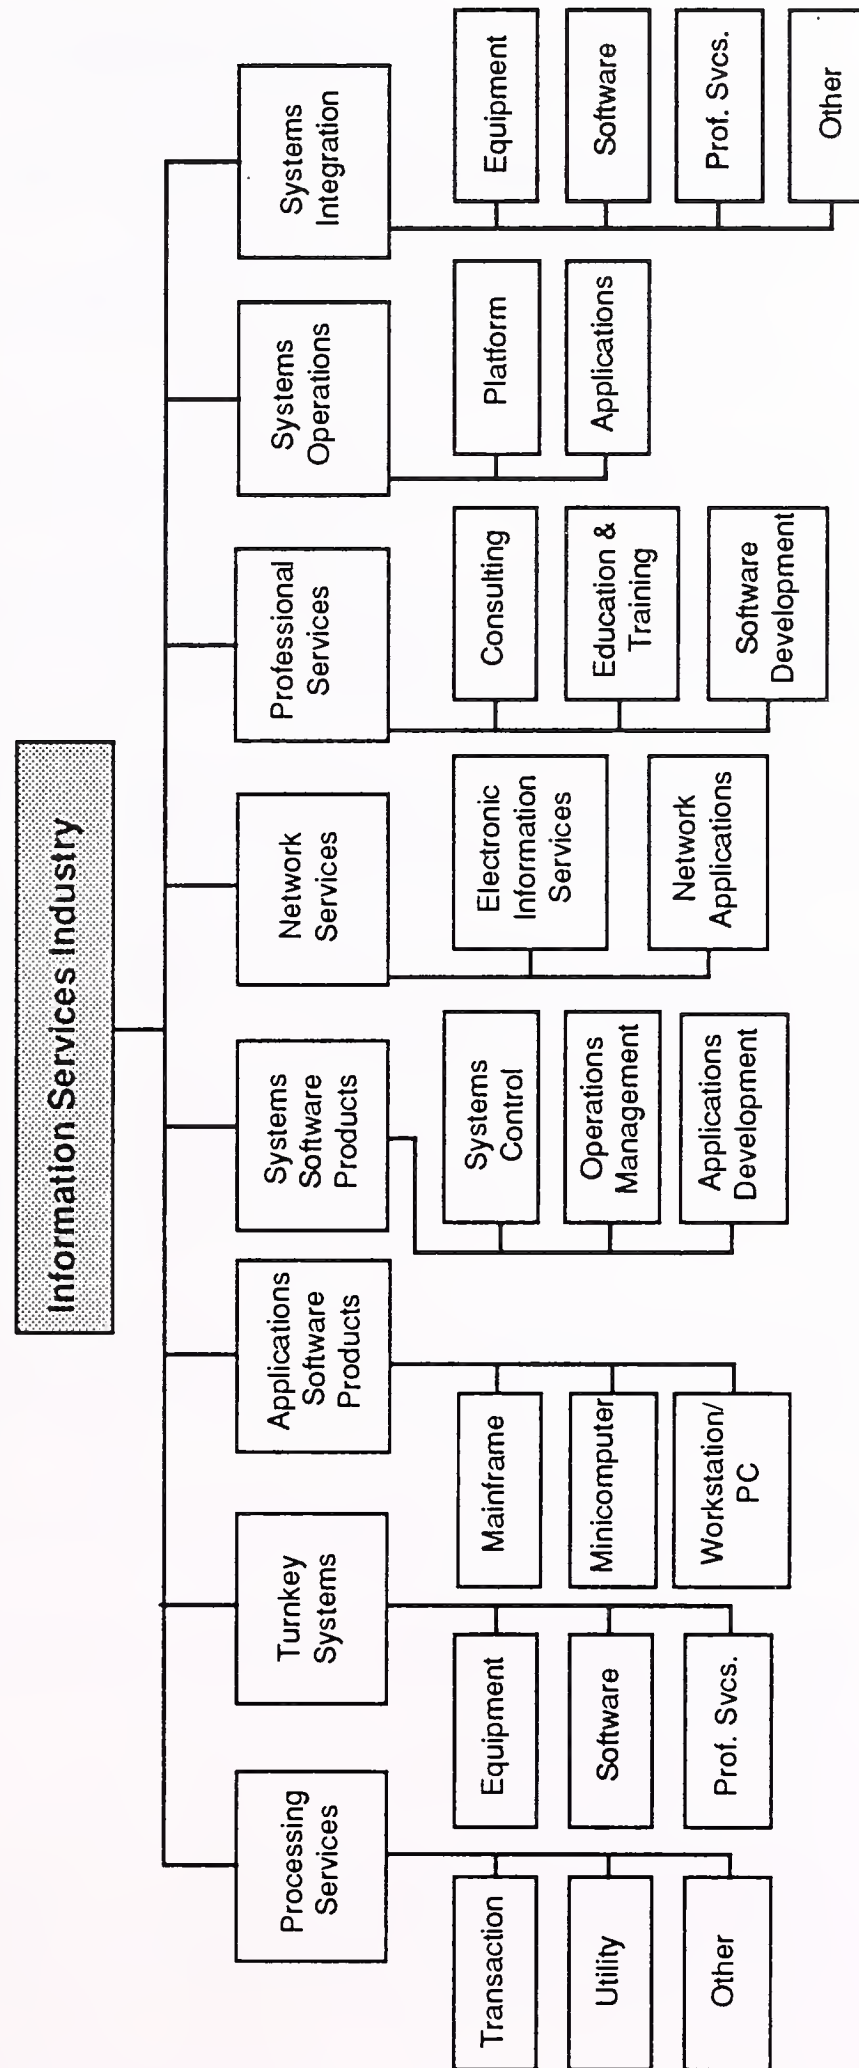 Information Services Industry
Processing
Services
Transaction
Utility
Other
Turnkey
Systems
Equipment
Software
Prof. Svcs.
Applications
Software
Products
Mainframe
Minicomputer
Workstation/
PC
Systems
Software
Products
Systems
Control
Operations
Management
Applications
Development
Network
Services
Electronic
Information
Services
Network
Applications
Professional
Services
Consulting
Education &
Training
Software
Development
Systems
Operations
Platform
Applications
Systems
Integration
Equipment
Software
Prof. Svcs.
Other